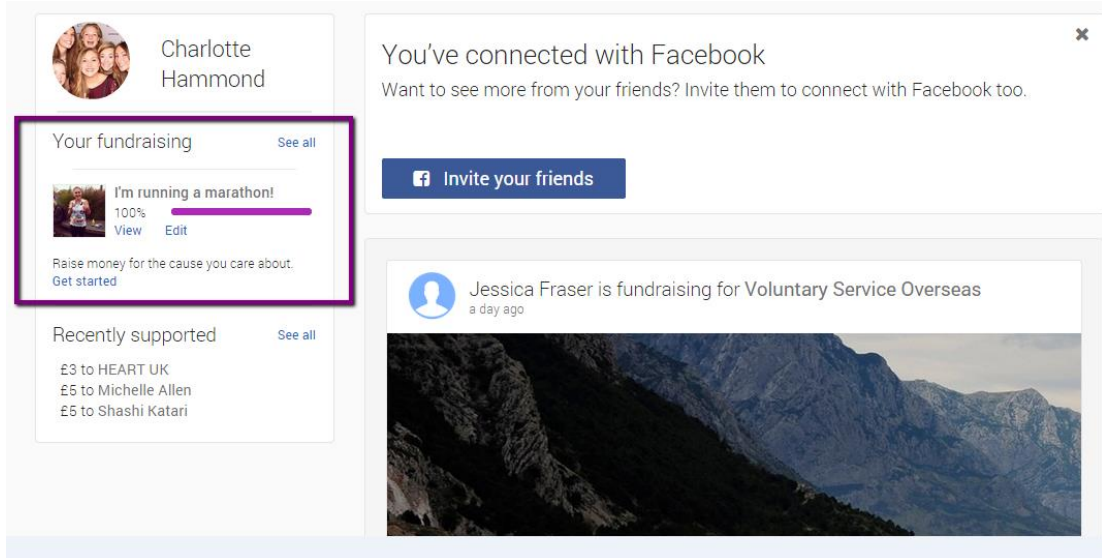 Charlotte
Hammond
Your fundraising See all
I'm running a marathon!
100%
View Edit
Raise money for the cause you care about.
Get started
Recently supported See all
£3 to HEART UK
£5 to Michelle Allen
£5 to Shashi Katari
You've connected with Facebook
Want to see more from your friends? Invite them to connect with Facebook too.
Invite your friends
Jessica Fraser is fundraising for Voluntary Service Overseas
a day ago